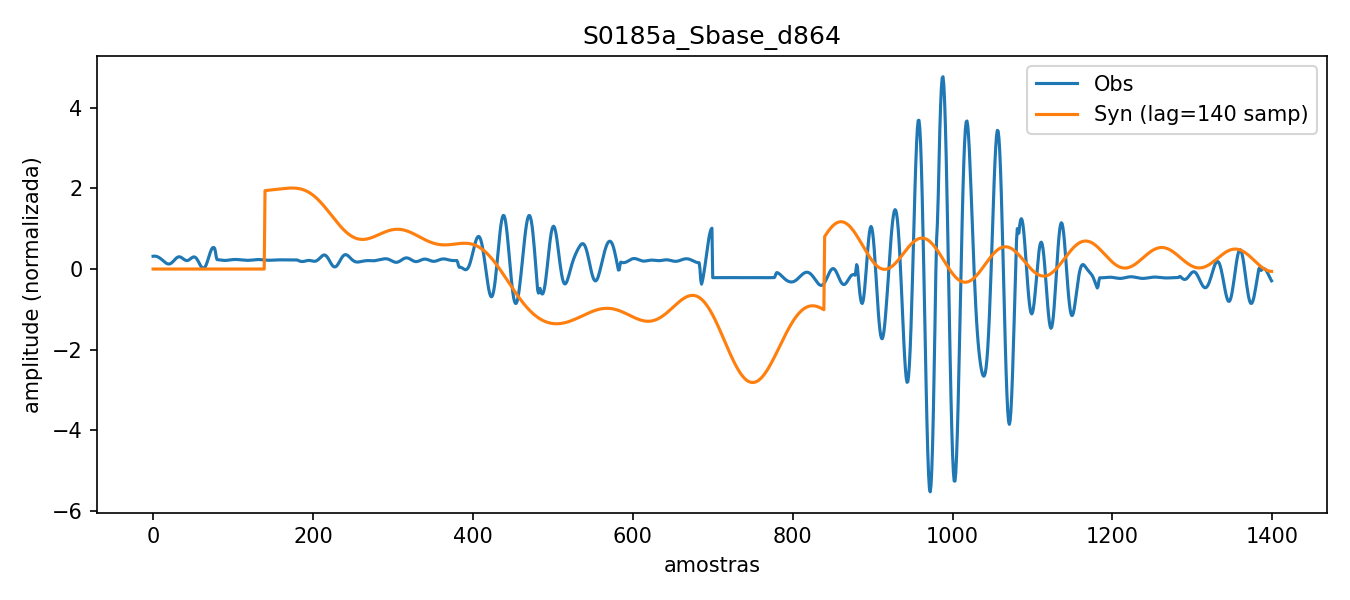 S0185a_Sbase_d864
Obs
Syn (lag=140 samp)
amplitude (normalizada)
4
2
0
−2
−4
−6
0 200 400 600 800 1000 1200 1400
amostras